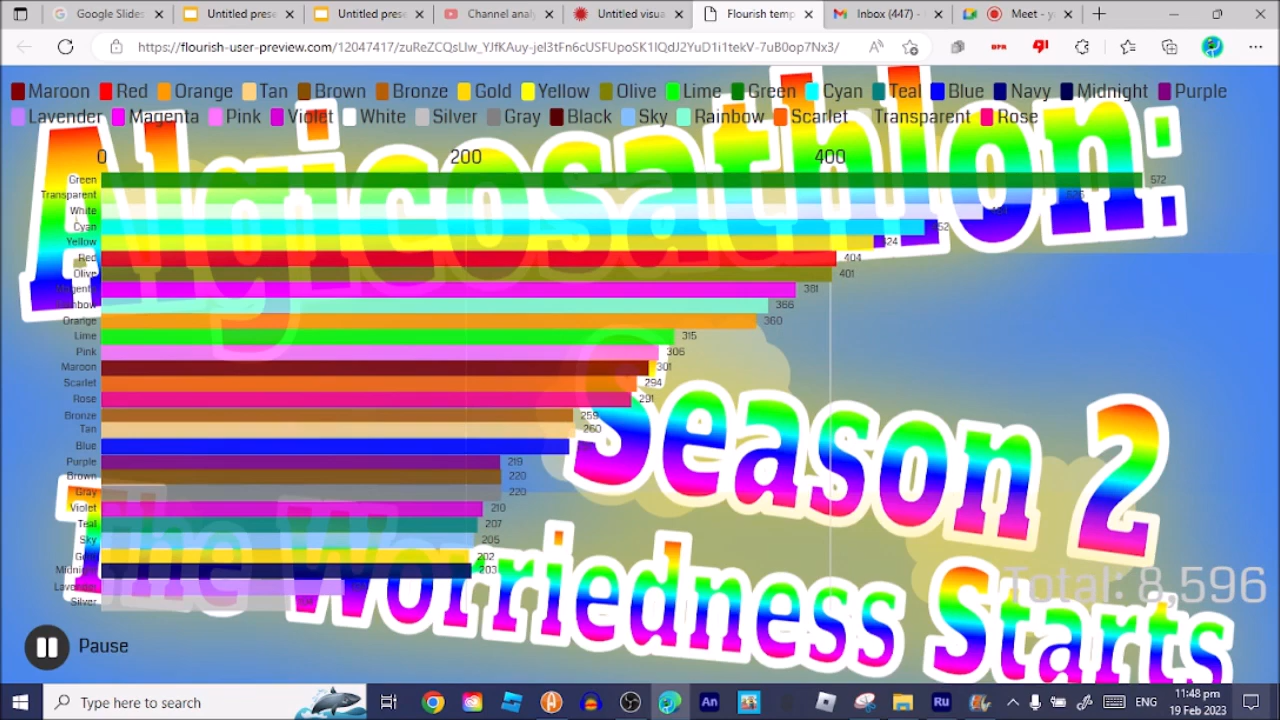 Google Slides
Untitled prese
Untitled prese
Channel analy
Untitled visua
Flourish temp
Inbox (447) -
Meet -
https://flourish-user-preview.com/12047417/
Maroon Red Orange Tan Brown Bronze Gold Yellow Olive Lime Green Cyan Teal Blue Navy Midnight Purple
Lavender Magenta Pink Violet White Silver Gray Black Sky Rainbow Scarlet Transparent Rose
Algicosathlon:
0 200 400
Green 572
Transparent
White
Cyan
Yellow
Red 404
Olive 401
Magenta 381
Rainbow 366
Orange 360
Lime 315
Pink 306
Maroon 301
Scarlet 294
Rose 291
Bronze 259
Tan 260
Blue
Purple 219
Brown 220
Gray 220
Violet 210
Teal 207
Sky 205
Gold 202
Midnight 203
Lavender
Silver
Season 2
The Worriedness Starts
Total: 8,596
Pause
Type here to search
ENG
11:48 pm
19 Feb 2023